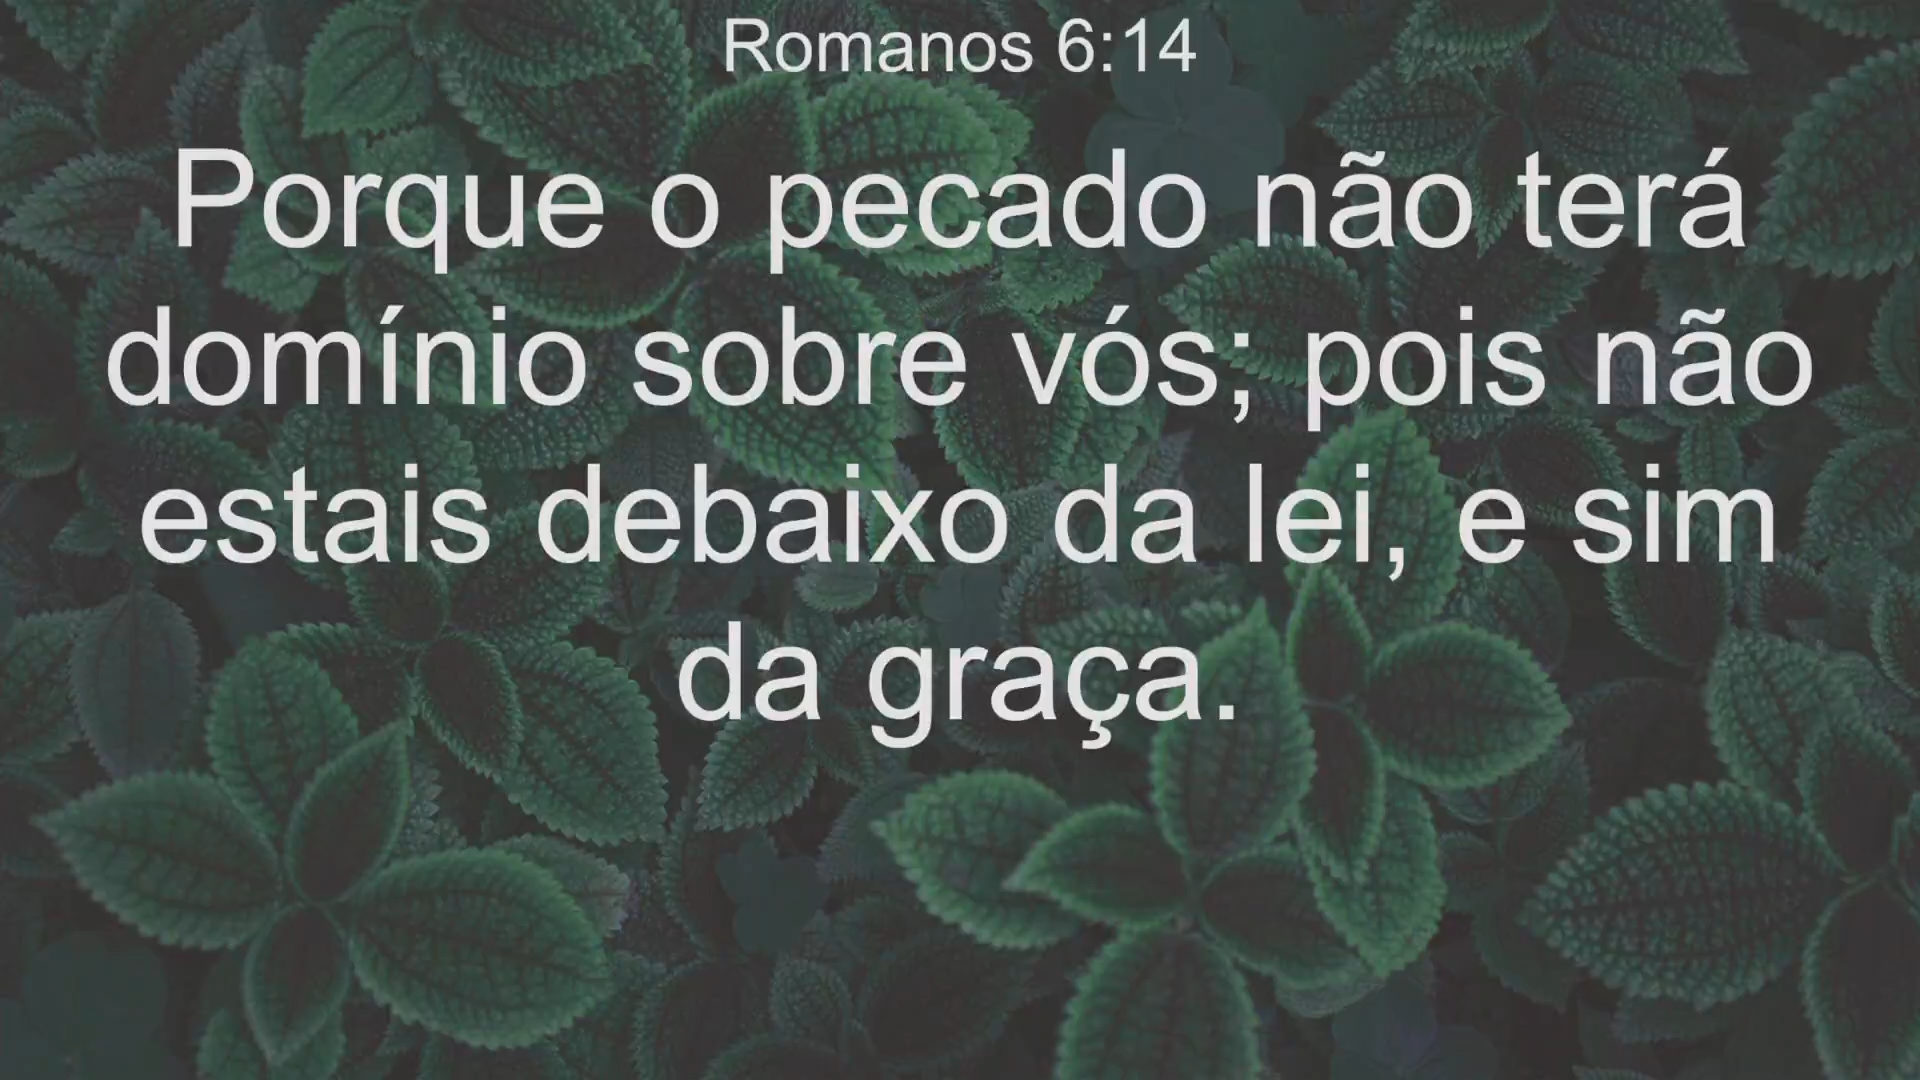 Romanos 6:14
Porque o pecado não terá
domínio sobre vós; pois não
estais debaixo da lei, e sim
da graça.